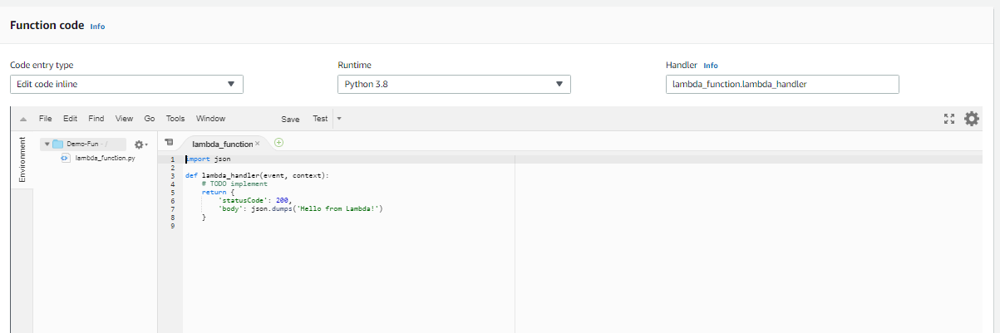 Function code Info
Code entry type
Edit code inline
Runtime
Python 3.8
Handler Info
lambda_function.lambda_handler
File Edit Find View Go Tools Window Save Test
Environment
Demo-Fun - /
lambda_function.py
lambda_function ×
1 import json
2
3 def lambda_handler(event, context):
4 # TODO implement
5 return {
6 'statusCode': 200,
7 'body': json.dumps('Hello from Lambda!')
8 }
9